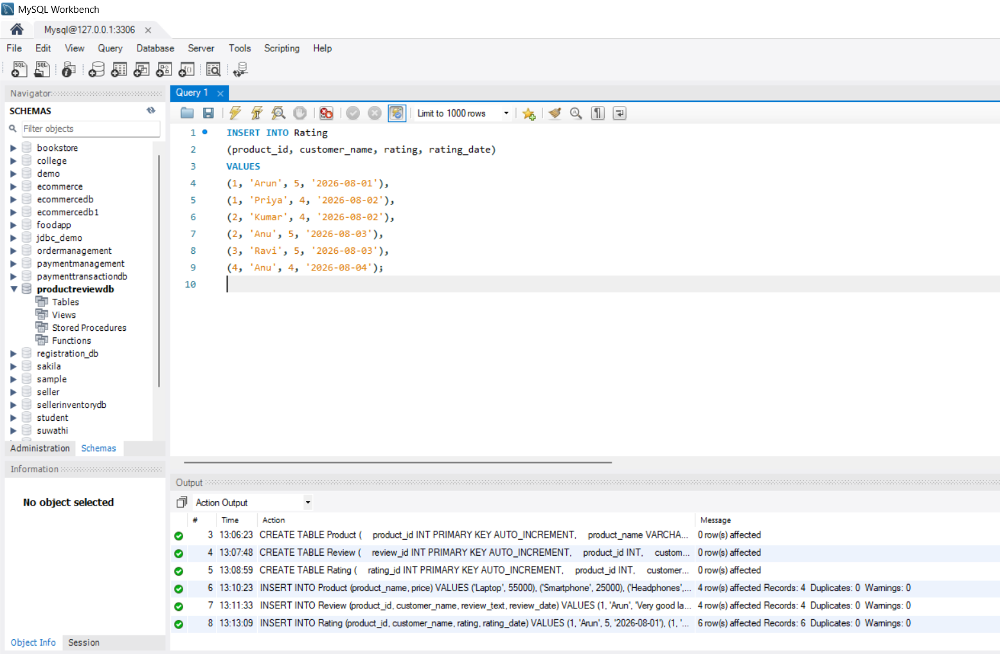 MySQL Workbench
Mysql@127.0.0.1:3306
File Edit View Query Database Server Tools Scripting Help
Navigator
SCHEMAS
Filter objects
bookstore
college
demo
ecommerce
ecommercedb
ecommercedb1
foodapp
jdbc_demo
ordermanagement
paymentmanagement
paymenttransactiondb
productreviewdb
Tables
Views
Stored Procedures
Functions
registration_db
sakila
sample
seller
sellerinventorydb
student
suwathi
Administration Schemas
Information
No object selected
Object Info Session
Query 1
Limit to 1000 rows
1 INSERT INTO Rating
2 (product_id, customer_name, rating, rating_date)
3 VALUES
4 (1, 'Arun', 5, '2026-08-01'),
5 (1, 'Priya', 4, '2026-08-02'),
6 (2, 'Kumar', 4, '2026-08-02'),
7 (2, 'Anu', 5, '2026-08-03'),
8 (3, 'Ravi', 5, '2026-08-03'),
9 (4, 'Anu', 4, '2026-08-04');
10
Output
Action Output
# Time Action Message
3 13:06:23 CREATE TABLE Product ( product_id INT PRIMARY KEY AUTO_INCREMENT, product_name VARCHA... 0 row(s) affected
4 13:07:48 CREATE TABLE Review ( review_id INT PRIMARY KEY AUTO_INCREMENT, product_id INT, custom... 0 row(s) affected
5 13:08:59 CREATE TABLE Rating ( rating_id INT PRIMARY KEY AUTO_INCREMENT, product_id INT, customer... 0 row(s) affected
6 13:10:23 INSERT INTO Product (product_name, price) VALUES ('Laptop', 55000), ('Smartphone', 25000), ('Headphones',... 4 row(s) affected Records: 4 Duplicates: 0 Warnings: 0
7 13:11:33 INSERT INTO Review (product_id, customer_name, review_text, review_date) VALUES (1, 'Arun', 'Very good la... 4 row(s) affected Records: 4 Duplicates: 0 Warnings: 0
8 13:13:09 INSERT INTO Rating (product_id, customer_name, rating, rating_date) VALUES (1, 'Arun', 5, '2026-08-01'), (1, '... 6 row(s) affected Records: 6 Duplicates: 0 Warnings: 0